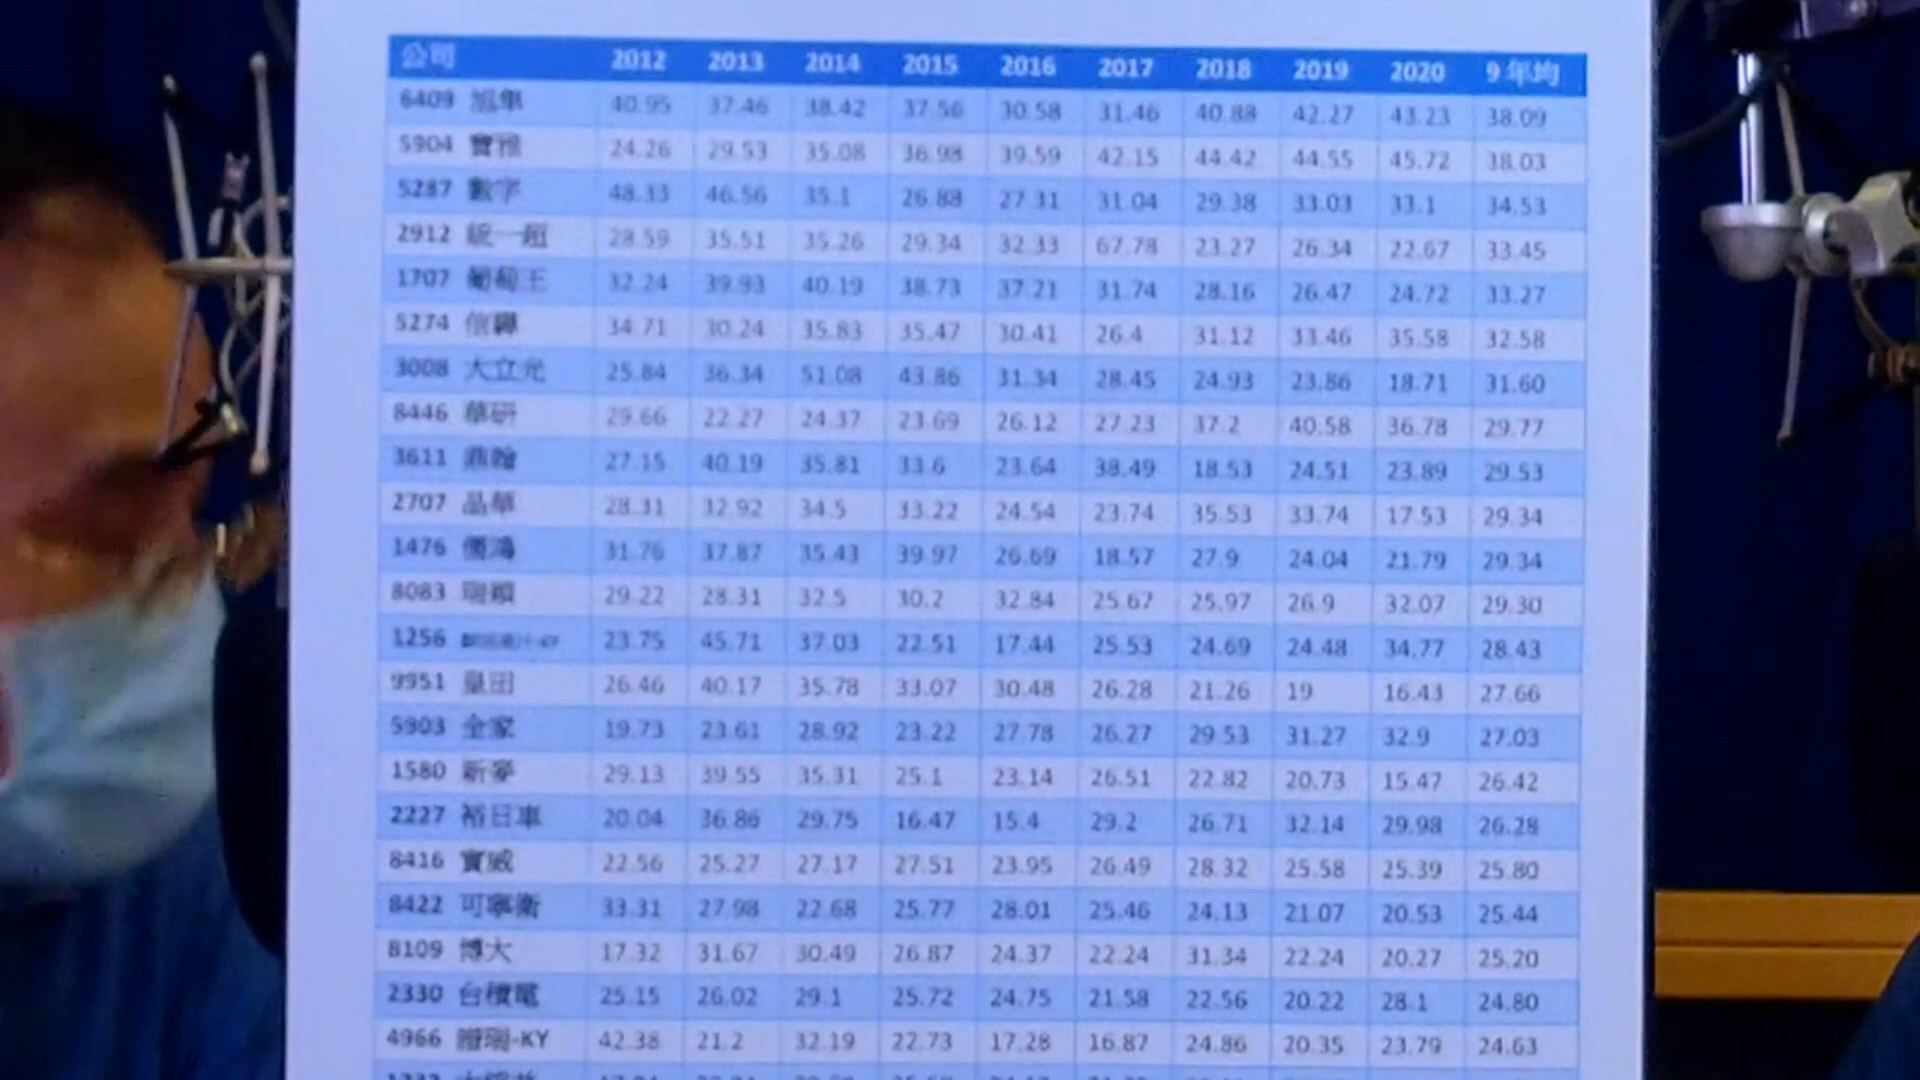 公司 2012 2013 2014 2015 2016 2017 2018 2019 2020 9 年均
6409 旭隼 40.95 37.46 38.42 37.56 30.58 31.46 40.88 42.27 43.23 38.09
5904 寶雅 24.26 29.53 35.08 36.98 39.59 42.15 44.42 44.55 45.72 38.03
5287 數字 48.33 46.56 35.1 26.88 27.31 31.04 29.38 33.03 33.1 34.53
2912 統一超 28.59 35.51 35.26 29.34 32.33 67.78 23.27 26.34 22.67 33.45
1707 葡萄王 32.24 39.93 40.19 38.73 37.21 31.74 28.16 26.47 24.72 33.27
5274 信驊 34.71 30.24 35.83 35.47 30.41 26.4 31.12 33.46 35.58 32.58
3008 大立光 25.84 36.34 51.08 43.86 31.34 28.45 24.93 23.86 18.71 31.60
8446 華研 29.66 22.27 24.37 23.69 26.12 27.23 37.2 40.58 36.78 29.77
3611 鼎翰 27.15 40.19 35.81 33.6 23.64 38.49 18.53 24.51 23.89 29.53
2707 晶華 28.31 32.92 34.5 33.22 24.54 23.74 35.53 33.74 17.53 29.34
1476 儒鴻 31.76 37.87 35.43 39.97 26.69 18.57 27.9 24.04 21.79 29.34
8083 瑞穎 29.22 28.31 32.5 30.2 32.84 25.67 25.97 26.9 32.07 29.30
1256 23.75 45.71 37.03 22.51 17.44 25.53 24.69 24.48 34.77 28.43
9951 皇田 26.46 40.17 35.78 33.07 30.48 26.28 21.26 19 16.43 27.66
5903 全家 19.73 23.61 28.92 23.22 27.78 26.27 29.53 31.27 32.9 27.03
1580 新麥 29.13 39.55 35.31 25.1 23.14 26.51 22.82 20.73 15.47 26.42
2227 裕日車 20.04 36.86 29.75 16.47 15.4 29.2 26.71 32.14 29.98 26.28
8416 實威 22.56 25.27 27.17 27.51 23.95 26.49 28.32 25.58 25.39 25.80
8422 可寧衛 33.31 27.98 22.68 25.77 28.01 25.46 24.13 21.07 20.53 25.44
8109 博大 17.32 31.67 30.49 26.87 24.37 22.24 31.34 22.24 20.27 25.20
2330 台積電 25.15 26.02 29.1 25.72 24.75 21.58 22.56 20.22 28.1 24.80
4966 譜瑞-KY 42.38 21.2 32.19 22.73 17.28 16.87 24.86 20.35 23.79 24.63